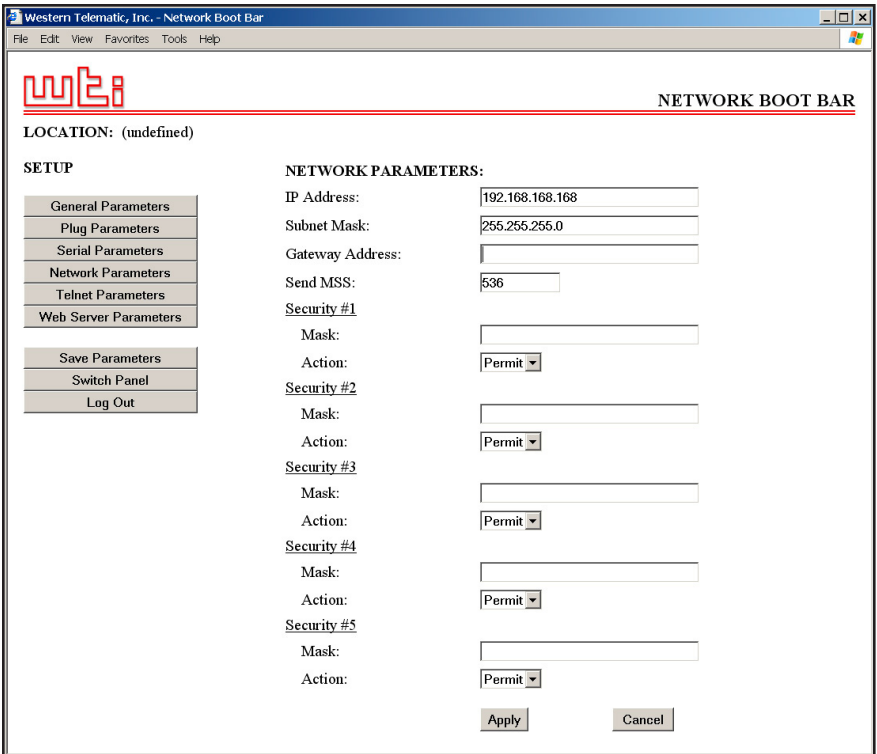 Western Telematic, Inc. - Network Boot Bar
File Edit View Favorites Tools Help
wti
NETWORK BOOT BAR
LOCATION: (undefined)
SETUP
General Parameters
Plug Parameters
Serial Parameters
Network Parameters
Telnet Parameters
Web Server Parameters
Save Parameters
Switch Panel
Log Out
NETWORK PARAMETERS:
IP Address: 192.168.168.168
Subnet Mask: 255.255.255.0
Gateway Address:
Send MSS: 536
Security #1
Mask:
Action: Permit
Security #2
Mask:
Action: Permit
Security #3
Mask:
Action: Permit
Security #4
Mask:
Action: Permit
Security #5
Mask:
Action: Permit
Apply Cancel